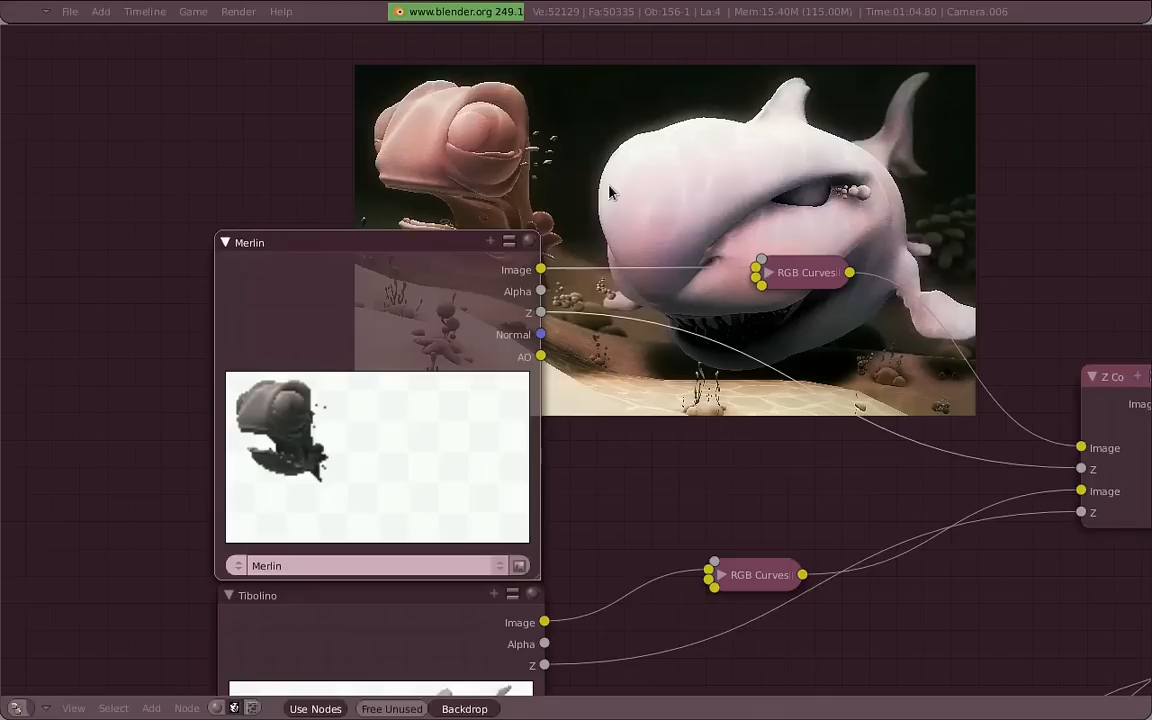 File Add Timeline Game Render Help www.blender.org 249.1 Ve:52129 | Fa:50335 | Ob:156-1 | La:4 | Mem:15.40M (115.00M) | Time:01:04.80 | Camera.006
Merlin
Image
Alpha
Z
Normal
AO
RGB Curves
Z Co
Imag
Image
Z
Image
Z
Merlin
RGB Curves
Tibolino
Image
Alpha
Z
View Select Add Node Use Nodes Free Unused Backdrop